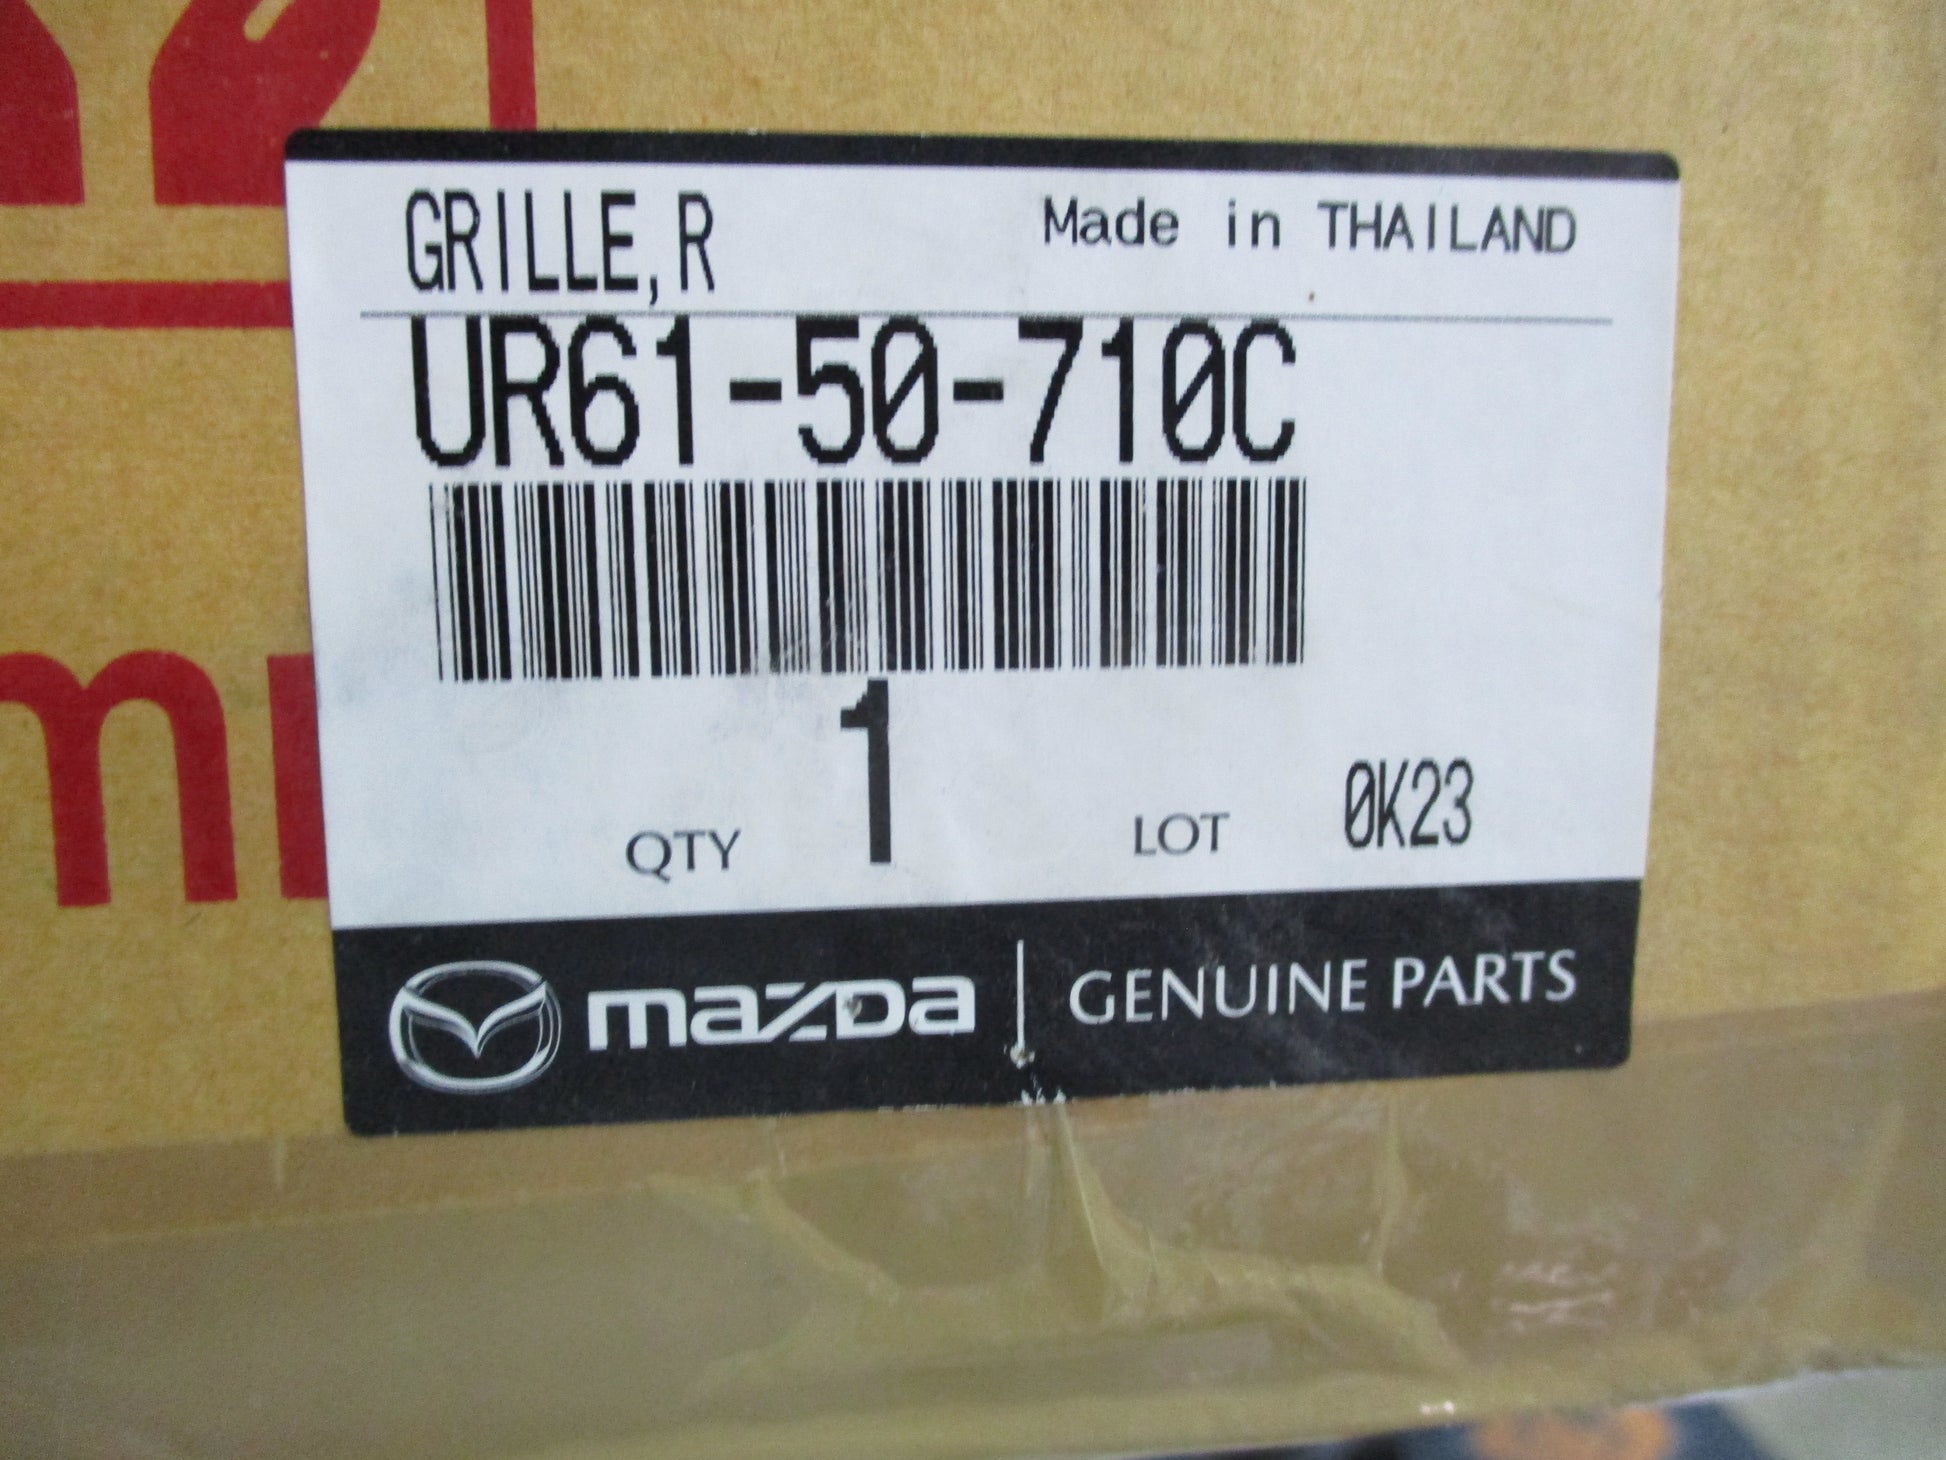 GRILLE,R Made in THAILAND
UR61-50-710C
QTY 1 LOT 0K23
mazda GENUINE PARTS